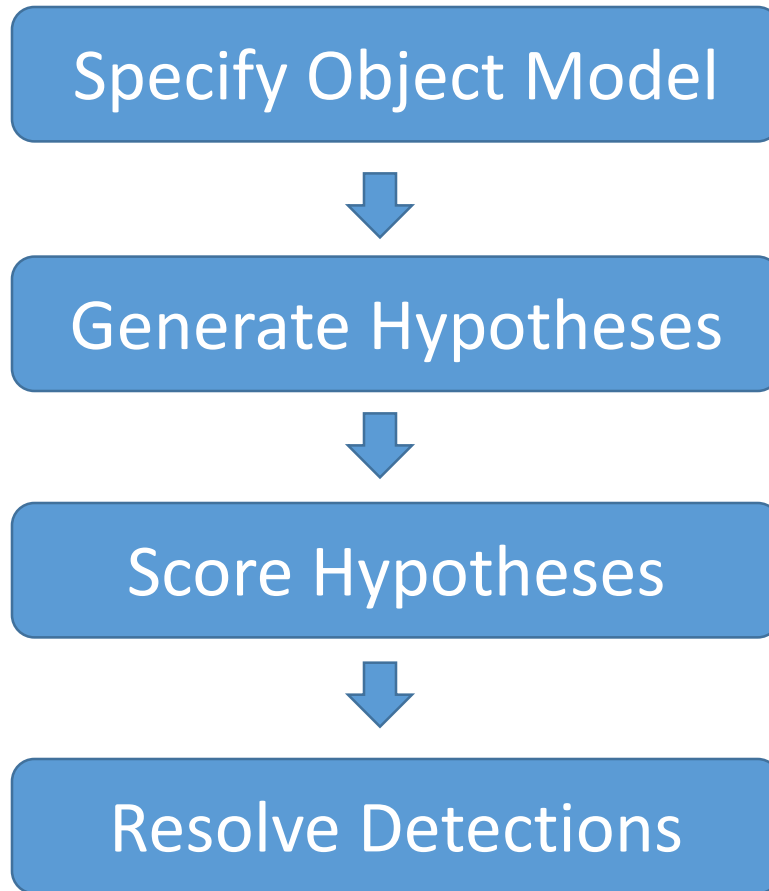 Specify Object Model
Generate Hypotheses
Score Hypotheses
Resolve Detections